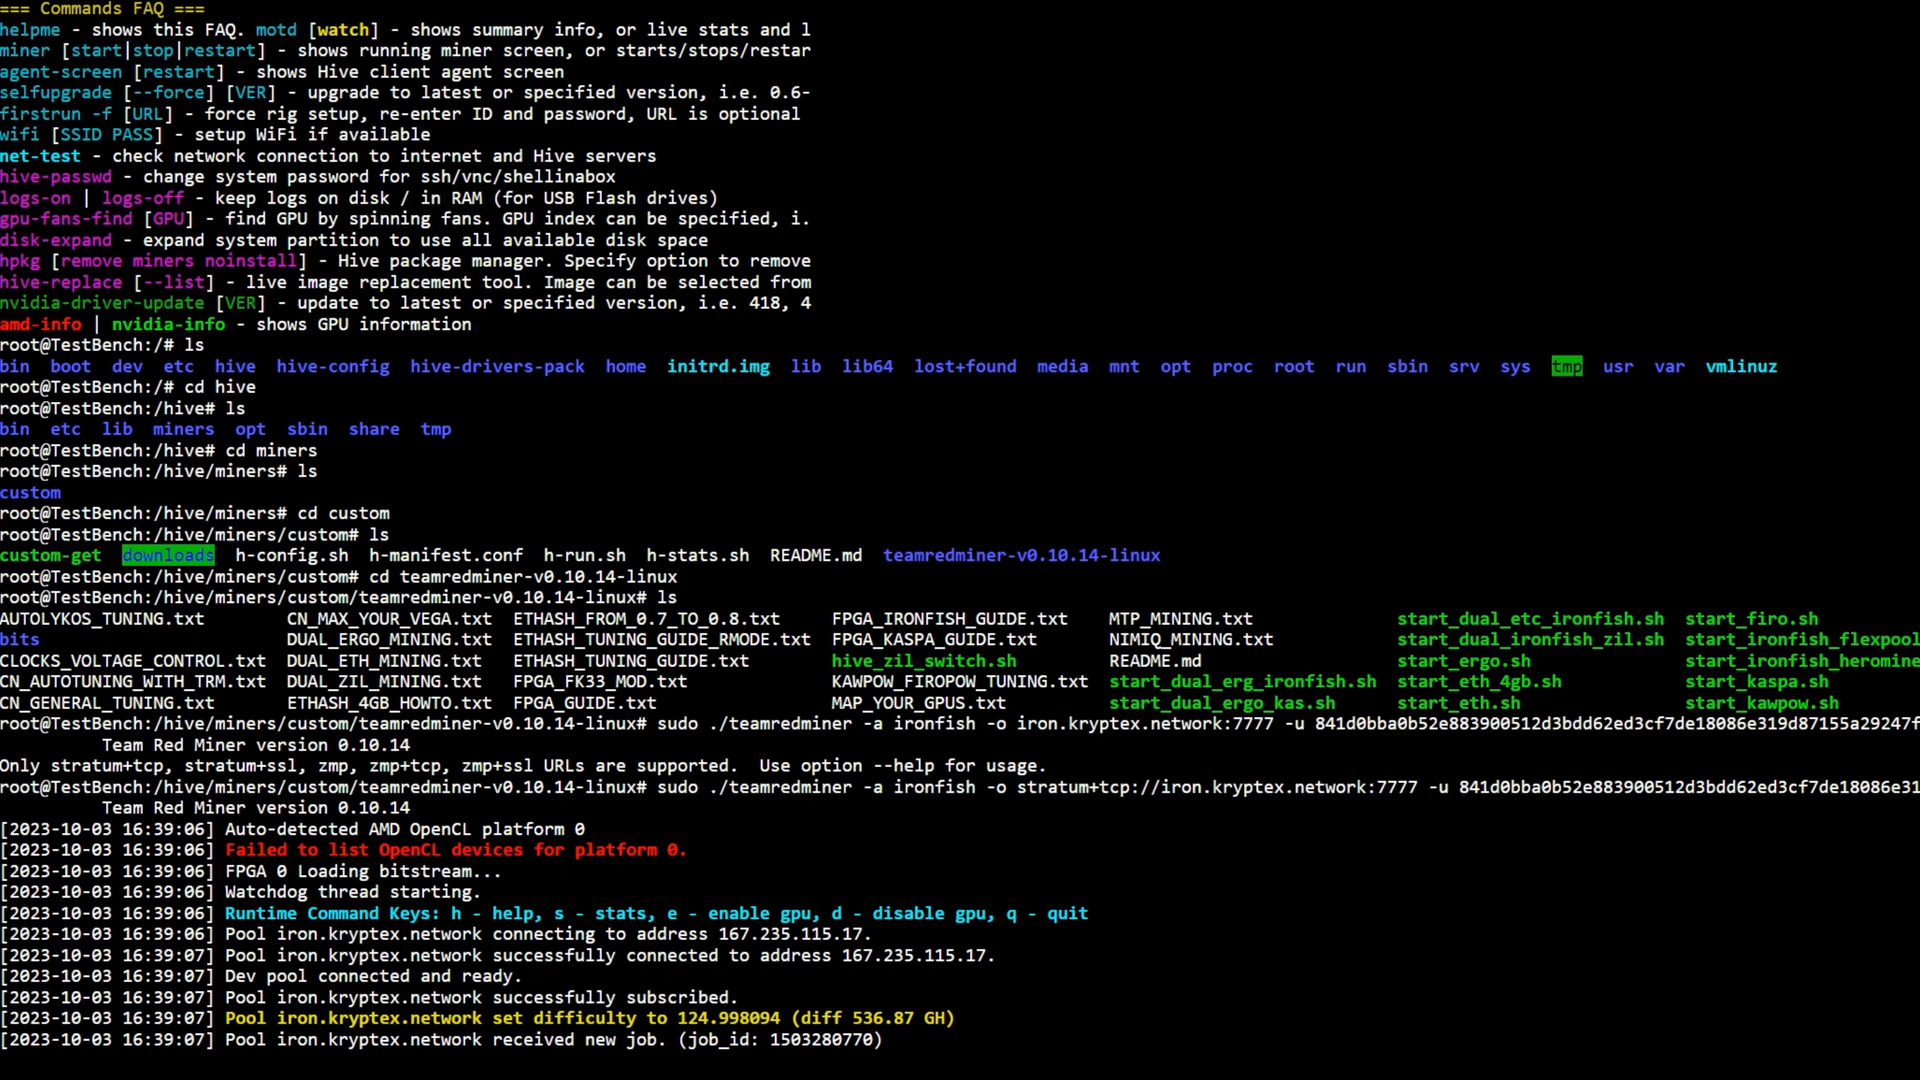 === Commands FAQ ===
helpme - shows this FAQ. motd [watch] - shows summary info, or live stats and l
miner [start|stop|restart] - shows running miner screen, or starts/stops/restar
agent-screen [restart] - shows Hive client agent screen
selfupgrade [--force] [VER] - upgrade to latest or specified version, i.e. 0.6-
firstrun -f [URL] - force rig setup, re-enter ID and password, URL is optional
wifi [SSID PASS] - setup WiFi if available
net-test - check network connection to internet and Hive servers
hive-passwd - change system password for ssh/vnc/shellinabox
logs-on | logs-off - keep logs on disk / in RAM (for USB Flash drives)
gpu-fans-find [GPU] - find GPU by spinning fans. GPU index can be specified, i.
disk-expand - expand system partition to use all available disk space
hpkg [remove miners noinstall] - Hive package manager. Specify option to remove
hive-replace [--list] - live image replacement tool. Image can be selected from
nvidia-driver-update [VER] - update to latest or specified version, i.e. 418, 4
amd-info | nvidia-info - shows GPU information
root@TestBench:/# ls
bin boot dev etc hive hive-config hive-drivers-pack home initrd.img lib lib64 lost+found media mnt opt proc root run sbin srv sys tmp usr var vmlinuz
root@TestBench:/# cd hive
root@TestBench:/hive# ls
bin etc lib miners opt sbin share tmp
root@TestBench:/hive# cd miners
root@TestBench:/hive/miners# ls
custom
root@TestBench:/hive/miners# cd custom
root@TestBench:/hive/miners/custom# ls
custom-get downloads h-config.sh h-manifest.conf h-run.sh h-stats.sh README.md teamredminer-v0.10.14-linux
root@TestBench:/hive/miners/custom# cd teamredminer-v0.10.14-linux
root@TestBench:/hive/miners/custom/teamredminer-v0.10.14-linux# ls
AUTOLYKOS_TUNING.txt CN_MAX_YOUR_VEGA.txt ETHASH_FROM_0.7_TO_0.8.txt FPGA_IRONFISH_GUIDE.txt MTP_MINING.txt start_dual_etc_ironfish.sh start_firo.sh
bits DUAL_ERGO_MINING.txt ETHASH_TUNING_GUIDE_RMODE.txt FPGA_KASPA_GUIDE.txt NIMIQ_MINING.txt start_dual_ironfish_zil.sh start_ironfish_flexpool
CLOCKS_VOLTAGE_CONTROL.txt DUAL_ETH_MINING.txt ETHASH_TUNING_GUIDE.txt hive_zil_switch.sh README.md start_ergo.sh start_ironfish_heromine
CN_AUTOTUNING_WITH_TRM.txt DUAL_ZIL_MINING.txt FPGA_FK33_MOD.txt KAWPOW_FIROPOW_TUNING.txt start_dual_erg_ironfish.sh start_eth_4gb.sh start_kaspa.sh
CN_GENERAL_TUNING.txt ETHASH_4GB_HOWTO.txt FPGA_GUIDE.txt MAP_YOUR_GPUS.txt start_dual_ergo_kas.sh start_eth.sh start_kawpow.sh
root@TestBench:/hive/miners/custom/teamredminer-v0.10.14-linux# sudo ./teamredminer -a ironfish -o iron.kryptex.network:7777 -u 841d0bba0b52e883900512d3bdd62ed3cf7de18086e319d87155a29247f
Team Red Miner version 0.10.14
Only stratum+tcp, stratum+ssl, zmp, zmp+tcp, zmp+ssl URLs are supported. Use option --help for usage.
root@TestBench:/hive/miners/custom/teamredminer-v0.10.14-linux# sudo ./teamredminer -a ironfish -o stratum+tcp://iron.kryptex.network:7777 -u 841d0bba0b52e883900512d3bdd62ed3cf7de18086e31
Team Red Miner version 0.10.14
[2023-10-03 16:39:06] Auto-detected AMD OpenCL platform 0
[2023-10-03 16:39:06] Failed to list OpenCL devices for platform 0.
[2023-10-03 16:39:06] FPGA 0 Loading bitstream...
[2023-10-03 16:39:06] Watchdog thread starting.
[2023-10-03 16:39:06] Runtime Command Keys: h - help, s - stats, e - enable gpu, d - disable gpu, q - quit
[2023-10-03 16:39:06] Pool iron.kryptex.network connecting to address 167.235.115.17.
[2023-10-03 16:39:07] Pool iron.kryptex.network successfully connected to address 167.235.115.17.
[2023-10-03 16:39:07] Dev pool connected and ready.
[2023-10-03 16:39:07] Pool iron.kryptex.network successfully subscribed.
[2023-10-03 16:39:07] Pool iron.kryptex.network set difficulty to 124.998094 (diff 536.87 GH)
[2023-10-03 16:39:07] Pool iron.kryptex.network received new job. (job_id: 1503280770)